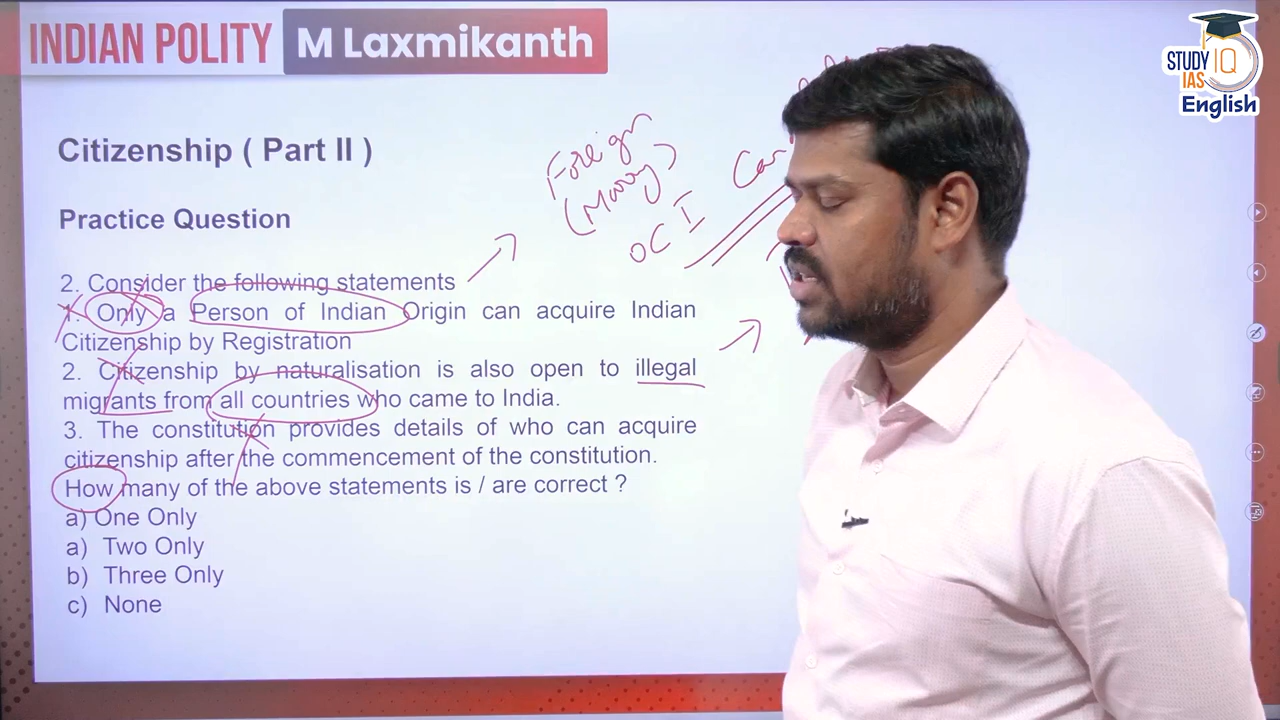 INDIAN POLITY M Laxmikanth
STUDY IQ
IAS
English
Citizenship ( Part II )
Foreign
(Marry)
OCI
Practice Question
2. Consider the following statements
1. Only a Person of Indian Origin can acquire Indian
Citizenship by Registration
2. Citizenship by naturalisation is also open to illegal
migrants from all countries who came to India.
3. The constitution provides details of who can acquire
citizenship after the commencement of the constitution.
How many of the above statements is / are correct ?
a) One Only
a) Two Only
b) Three Only
c) None